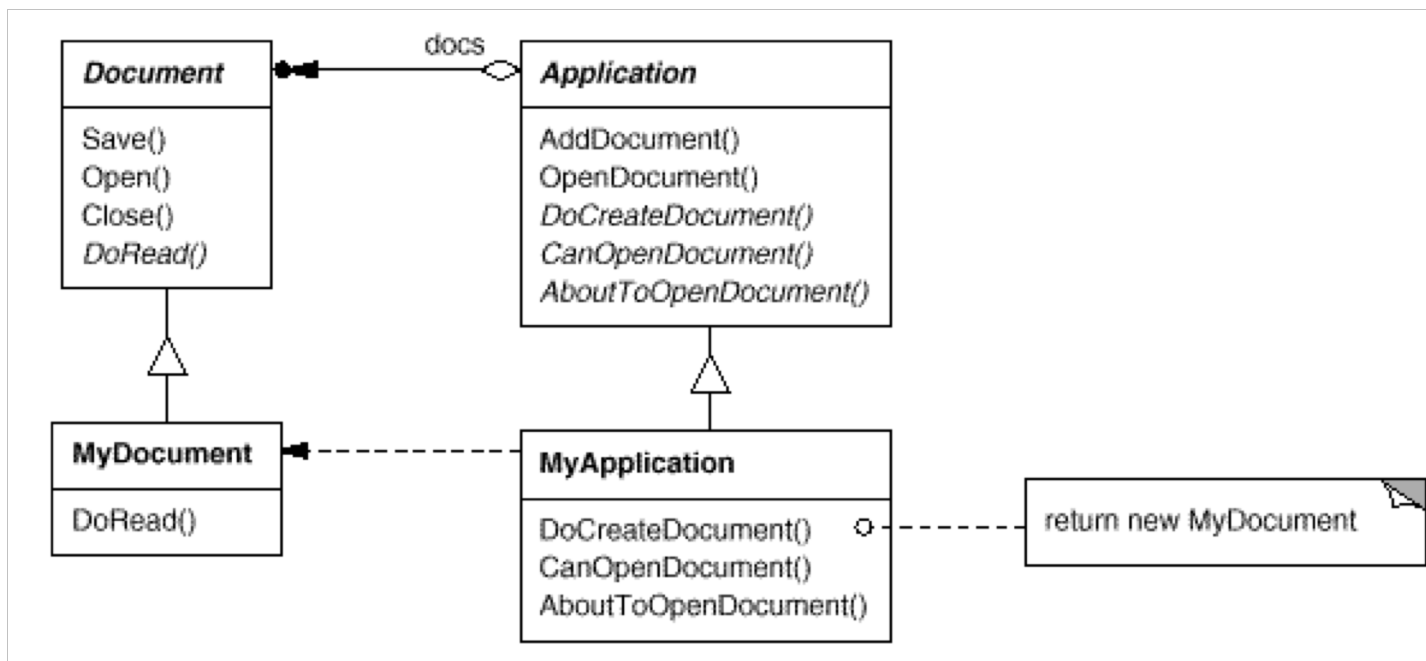 docs
Document
Save()
Open()
Close()
DoRead()
Application
AddDocument()
OpenDocument()
DoCreateDocument()
CanOpenDocument()
AboutToOpenDocument()
MyDocument
DoRead()
MyApplication
DoCreateDocument()
CanOpenDocument()
AboutToOpenDocument()
return new MyDocument